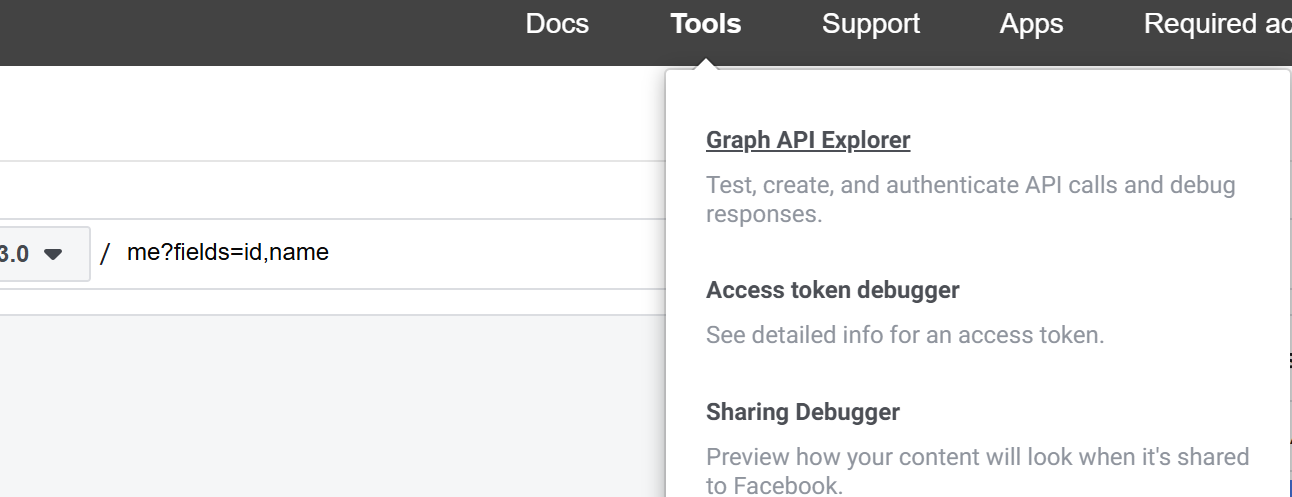 Docs Tools Support Apps Required ac
Graph API Explorer
Test, create, and authenticate API calls and debug
responses.
3.0 / me?fields=id,name
Access token debugger
See detailed info for an access token.
Sharing Debugger
Preview how your content will look when it's shared
to Facebook.